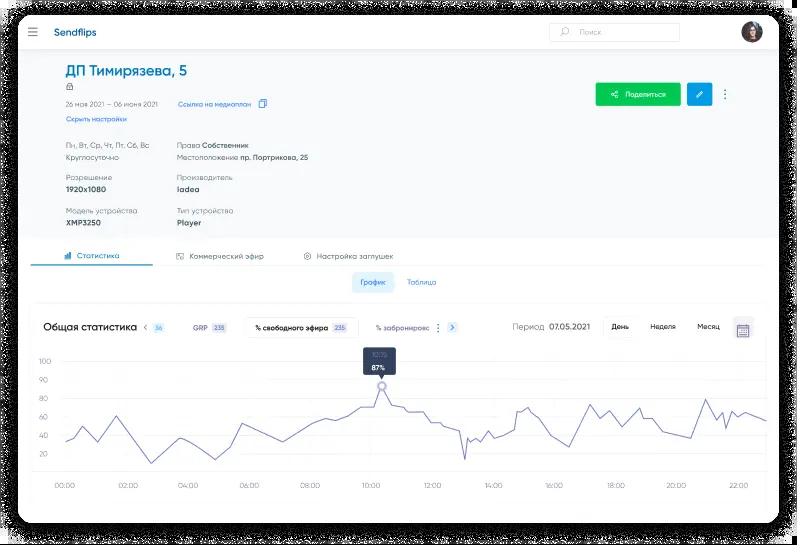 Sendflips
Поиск
ДП Тимирязева, 5
26 мая 2021 – 06 июня 2021
Ссылка на медиаплан
Скрыть настройки
Поделиться
Пн, Вт, Ср, Чт, Пт, Сб, Вс
Круглосуточно
Права Собственник
Местоположение пр. Портрикова, 25
Разрешение
1920x1080
Производитель
Iadea
Модель устройства
XMP3250
Тип устройства
Player
Статистика
Коммерческий эфир
Настройка заглушек
График
Таблица
Общая статистика
36
GRP 235
% свободного эфира 235
% забронировс
Период 07.05.2021
День
Неделя
Месяц
10:15
87%
100
90
80
60
40
20
00:00 02:00 04:00 06:00 08:00 10:00 12:00 14:00 16:00 18:00 20:00 22:00